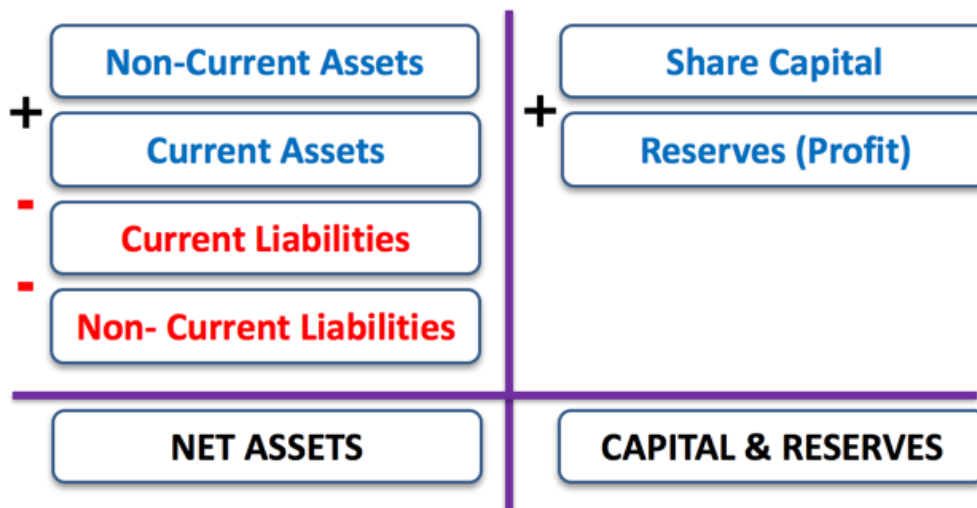 Non-Current Assets
+
Current Assets
-
Current Liabilities
-
Non- Current Liabilities
NET ASSETS
Share Capital
+
Reserves (Profit)
CAPITAL & RESERVES